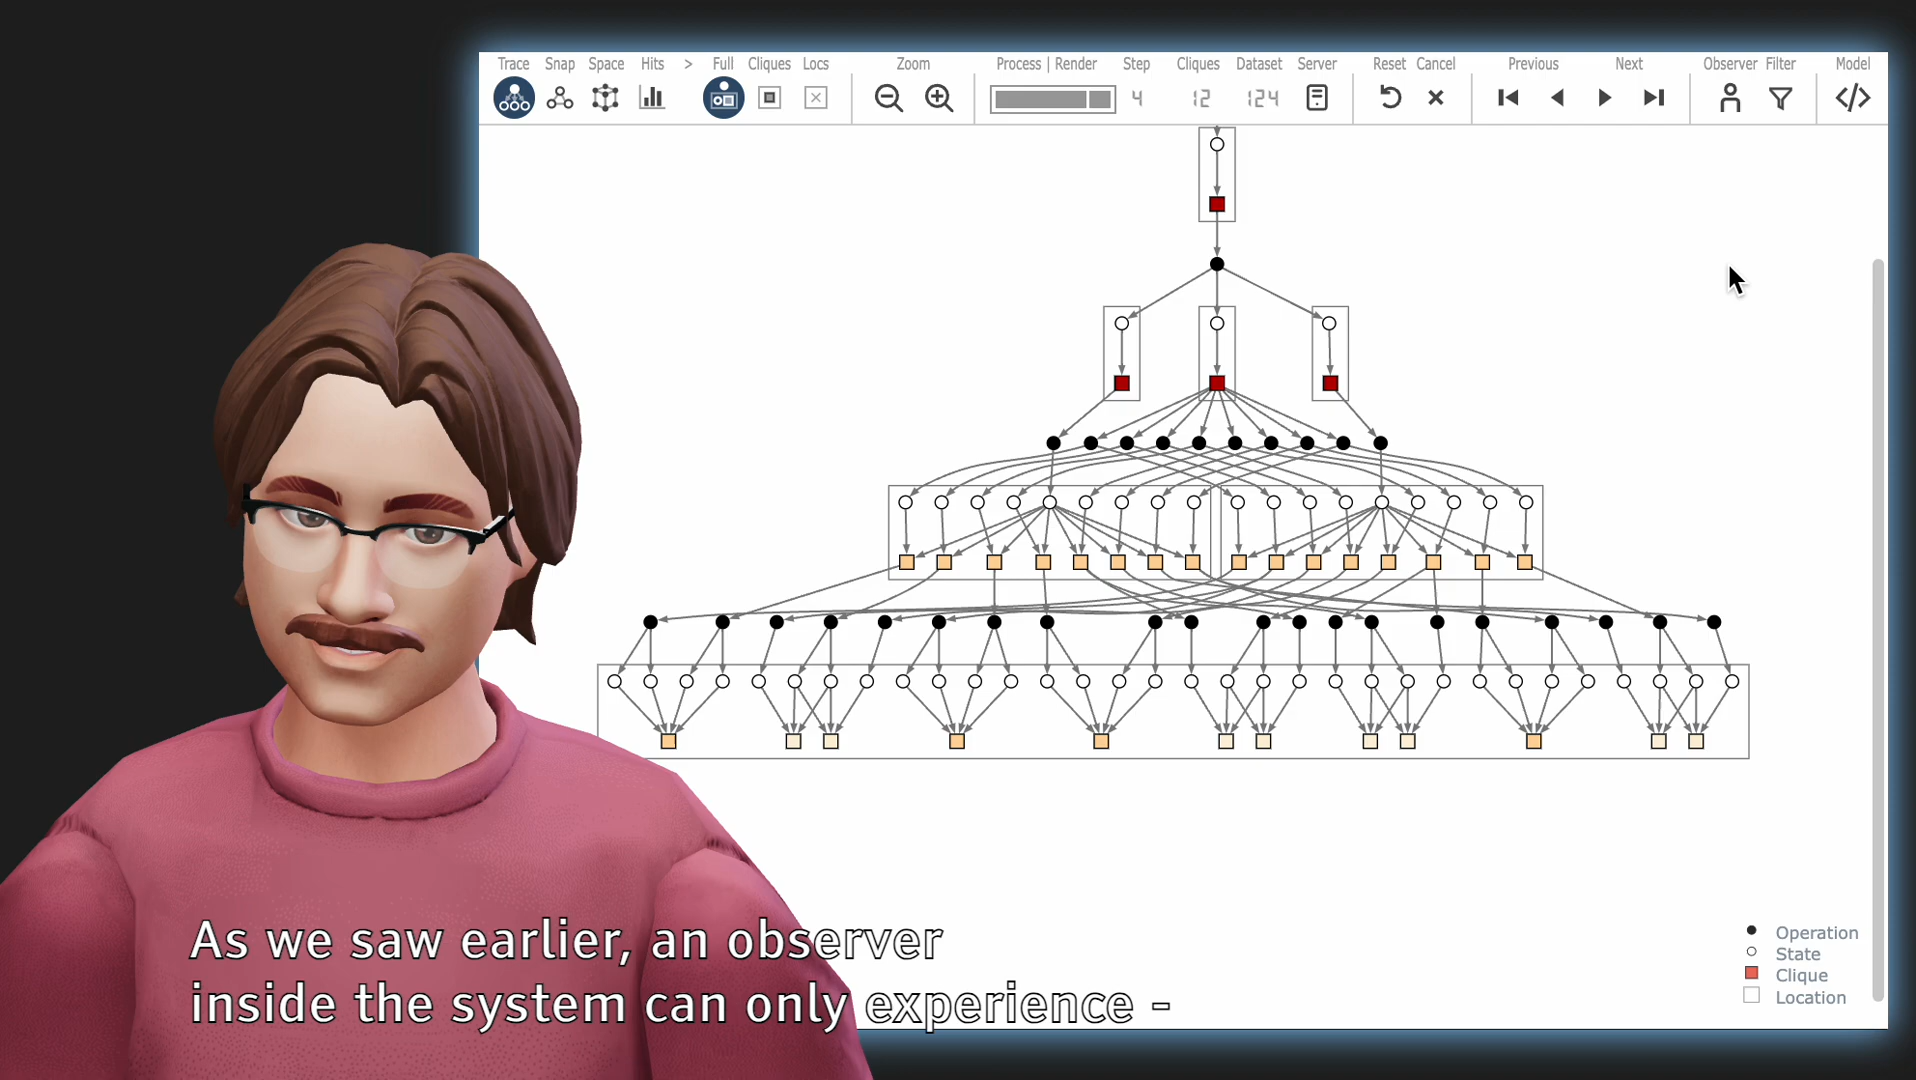 Trace Snap Space Hits > Full Cliques Locs Zoom Process | Render Step Cliques Dataset Server Reset Cancel Previous Next Observer Filter Model
4 12 124
Operation
State
Clique
Location
As we saw earlier, an observer
inside the system can only experience -